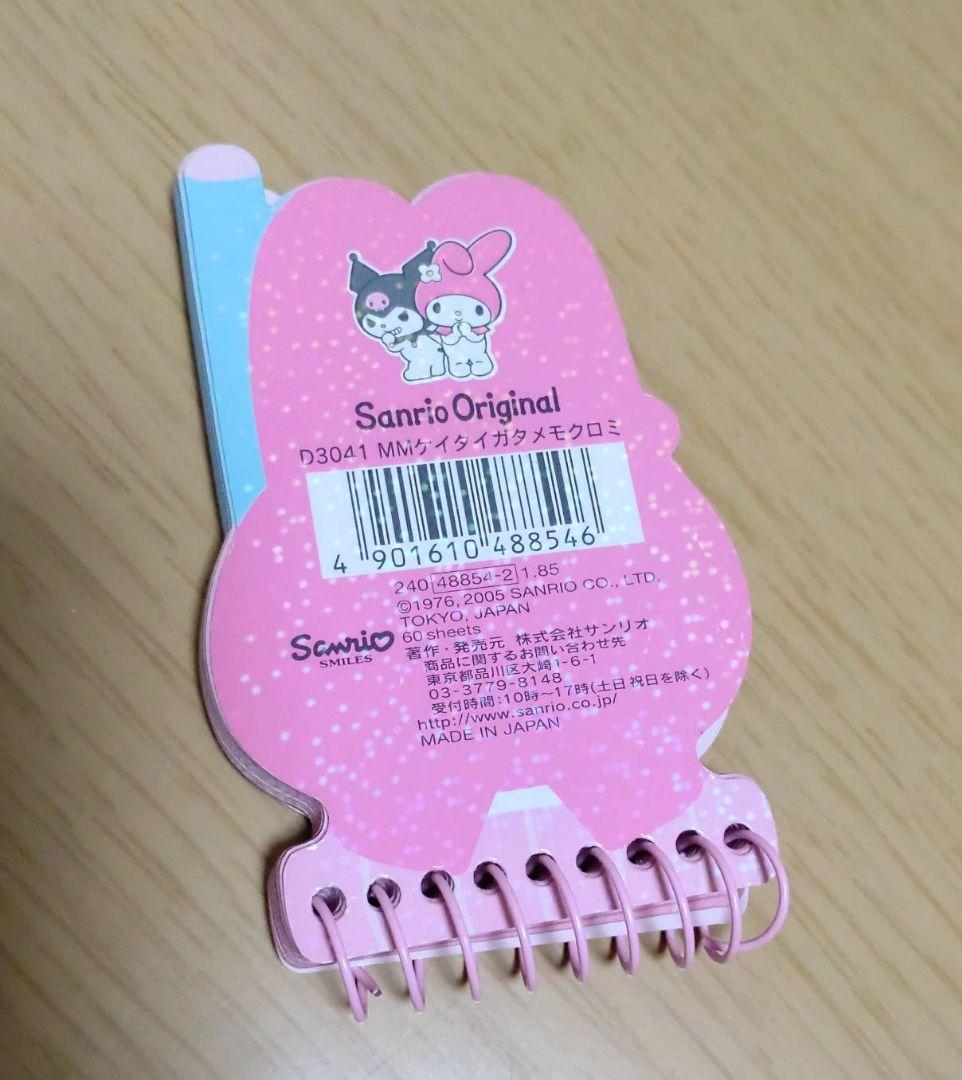 Sanrio Original
D3041 MMケイタイガタメモクロミ
4 901610 488546
240 48854-2 1.85
©1976, 2005 SANRIO CO., LTD.
TOKYO, JAPAN
60 sheets
Sanrio
SMILES
著作・発売元 株式会社サンリオ
商品に関するお問い合わせ先
東京都品川区大崎1-6-1
03-3779-8148
受付時間:10時〜17時(土日祝日を除く)
http://www.sanrio.co.jp/
MADE IN JAPAN